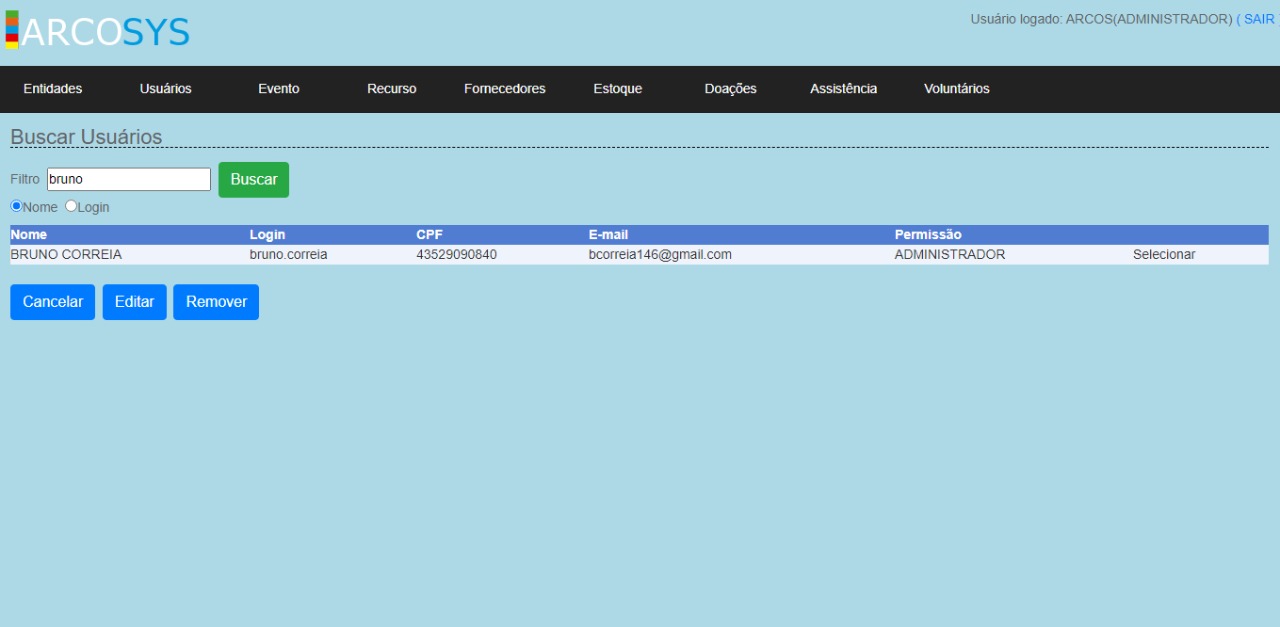 ARCOSYS
Usuário logado: ARCOS(ADMINISTRADOR) ( SAIR
Entidades Usuários Evento Recurso Fornecedores Estoque Doações Assistência Voluntários
Buscar Usuários
Filtro bruno Buscar
Nome Login
Nome Login CPF E-mail Permissão
BRUNO CORREIA bruno.correia 43529090840 bcorreia146@gmail.com ADMINISTRADOR Selecionar
Cancelar Editar Remover